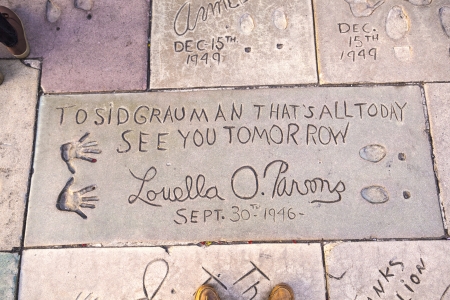 DEC. 15TH
1949
DEC.
15TH
1949
TO SID GRAUMAN THAT'S ALL TODAY
SEE YOU TOMORROW
Louella O. Parsons
SEPT. 30TH 1946-